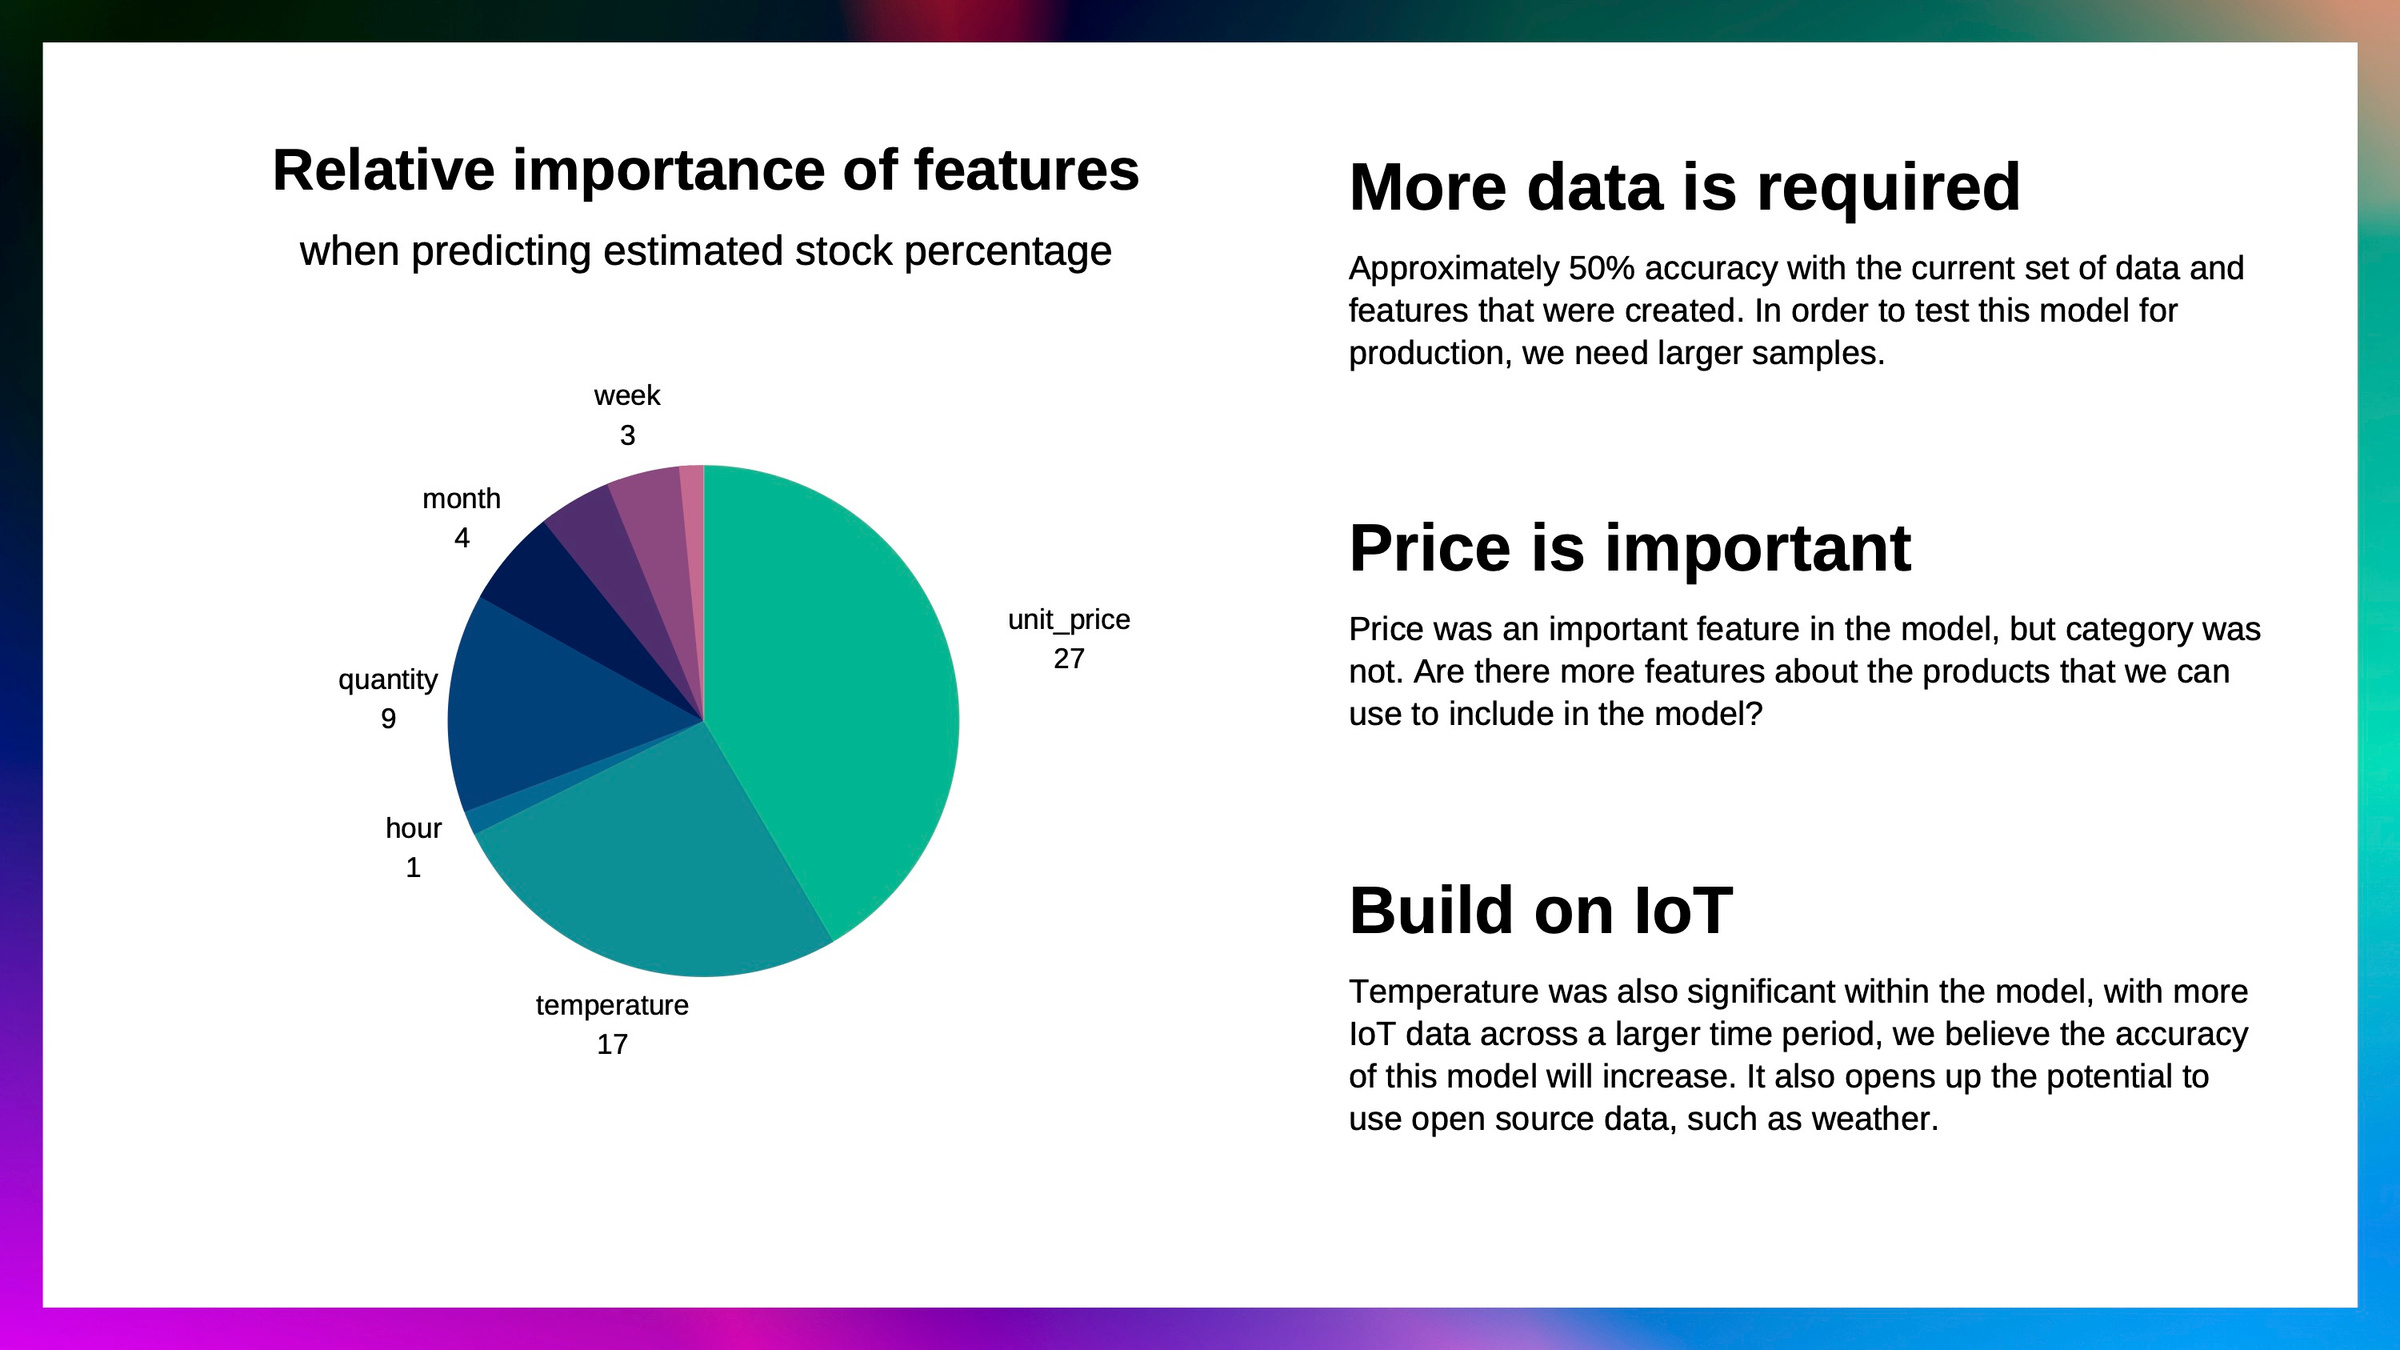 Relative importance of features
when predicting estimated stock percentage
week
3
month
4
unit_price
27
quantity
9
hour
1
temperature
17
More data is required
Approximately 50% accuracy with the current set of data and
features that were created. In order to test this model for
production, we need larger samples.
Price is important
Price was an important feature in the model, but category was
not. Are there more features about the products that we can
use to include in the model?
Build on IoT
Temperature was also significant within the model, with more
IoT data across a larger time period, we believe the accuracy
of this model will increase. It also opens up the potential to
use open source data, such as weather.